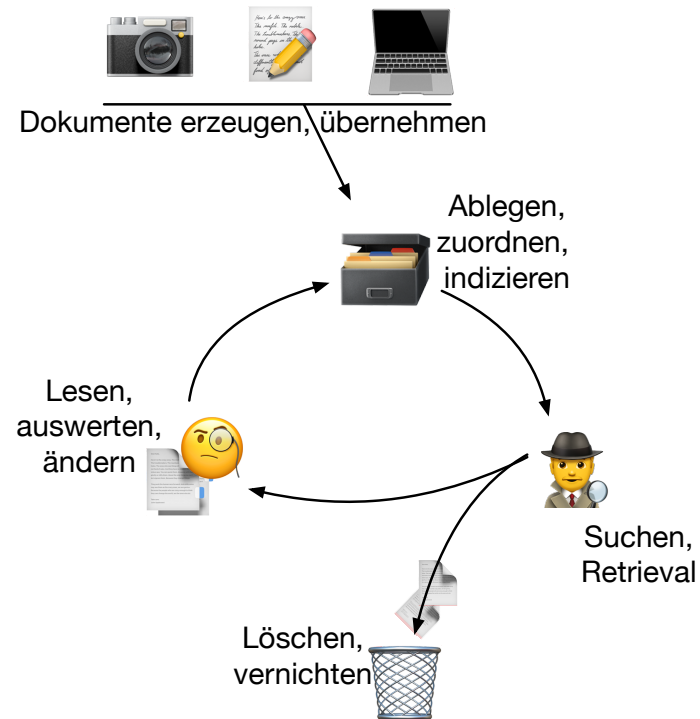 Dokumente erzeugen, übernehmen
Ablegen,
zuordnen,
indizieren
Lesen,
auswerten,
ändern
Suchen,
Retrieval
Löschen,
vernichten